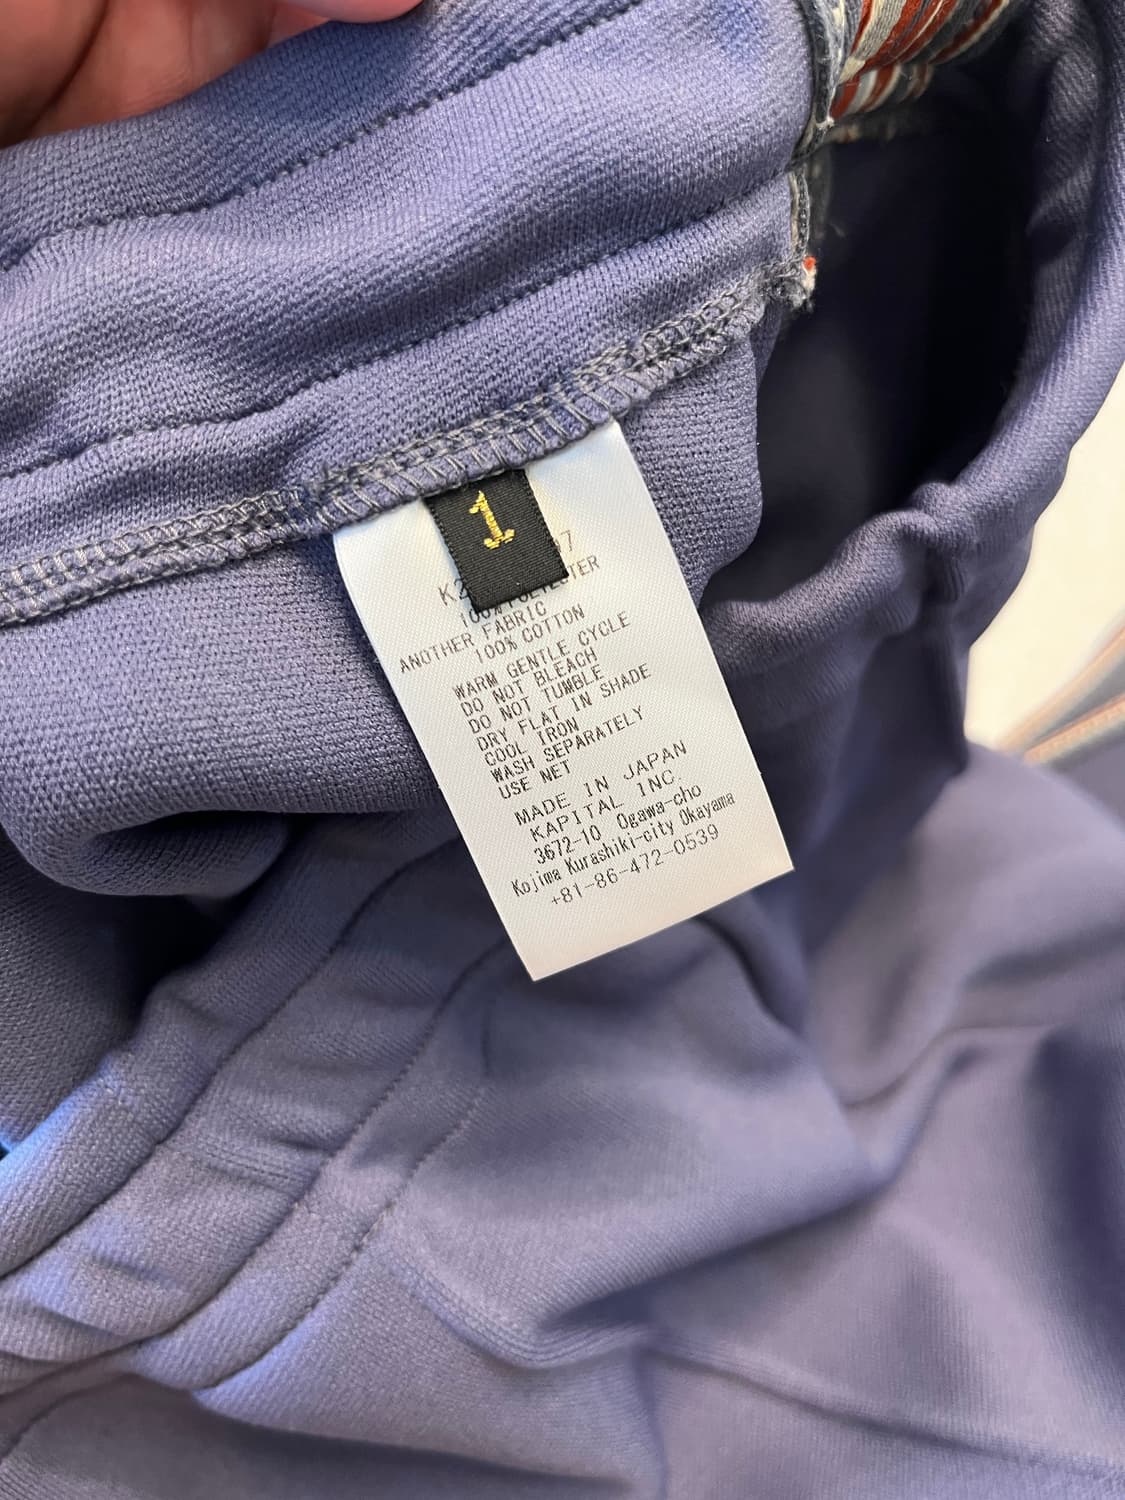 1
100% POLYESTER
ANOTHER FABRIC
100% COTTON
WARM GENTLE CYCLE
DO NOT BLEACH
DO NOT TUMBLE
DRY FLAT IN SHADE
COOL IRON
WASH SEPARATELY
USE NET
MADE IN JAPAN
KAPITAL INC.
3672-10 Ogawa-cho
Kojima Kurashiki-city Okayama
+81-86-472-0539